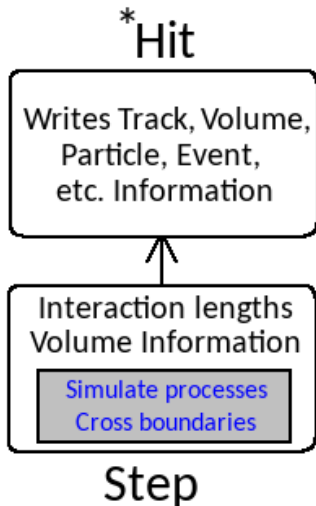 *Hit
Writes Track, Volume,
Particle, Event,
etc. Information
Interaction lengths
Volume Information
Simulate processes
Cross boundaries
Step